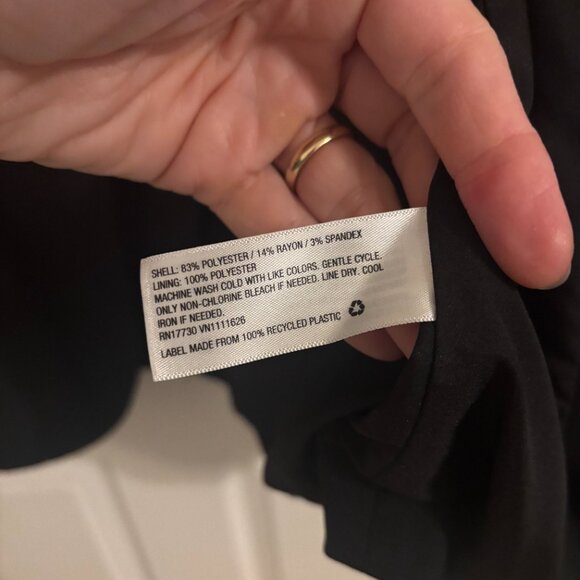 SHELL: 83% POLYESTER / 14% RAYON / 3% SPANDEX
LINING: 100% POLYESTER
MACHINE WASH COLD WITH LIKE COLORS. GENTLE CYCLE.
ONLY NON-CHLORINE BLEACH IF NEEDED. LINE DRY. COOL
IRON IF NEEDED.
RN17730 VN1111626
LABEL MADE FROM 100% RECYCLED PLASTIC